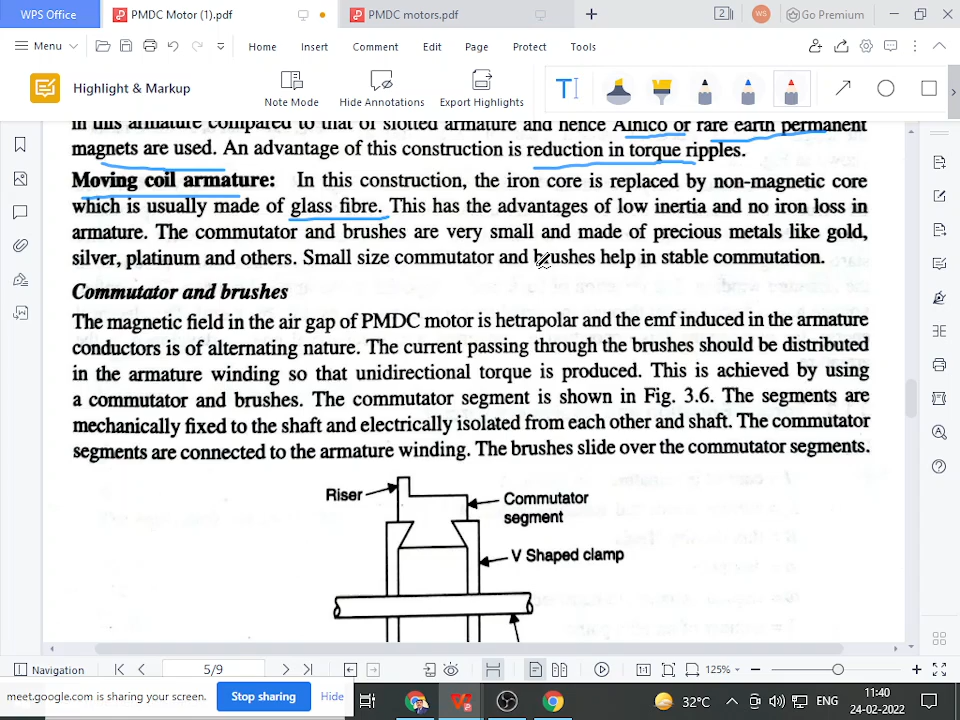 WPS Office
PMDC Motor (1).pdf
PMDC motors.pdf
2
WS
Go Premium
Menu
Home
Insert
Comment
Edit
Page
Protect
Tools
Highlight & Markup
Note Mode
Hide Annotations
Export Highlights
in this armature compared to that of slotted armature and hence Alnico or rare earth permanent
magnets are used. An advantage of this construction is reduction in torque ripples.
Moving coil armature: In this construction, the iron core is replaced by non-magnetic core
which is usually made of glass fibre. This has the advantages of low inertia and no iron loss in
armature. The commutator and brushes are very small and made of precious metals like gold,
silver, platinum and others. Small size commutator and brushes help in stable commutation.
Commutator and brushes
The magnetic field in the air gap of PMDC motor is hetrapolar and the emf induced in the armature
conductors is of alternating nature. The current passing through the brushes should be distributed
in the armature winding so that unidirectional torque is produced. This is achieved by using
a commutator and brushes. The commutator segment is shown in Fig. 3.6. The segments are
mechanically fixed to the shaft and electrically isolated from each other and shaft. The commutator
segments are connected to the armature winding. The brushes slide over the commutator segments.
Riser
Commutator
segment
V Shaped clamp
Navigation
5/9
1:1
125%
meet.google.com is sharing your screen.
Stop sharing
Hide
32°C
ENG
11:40
24-02-2022